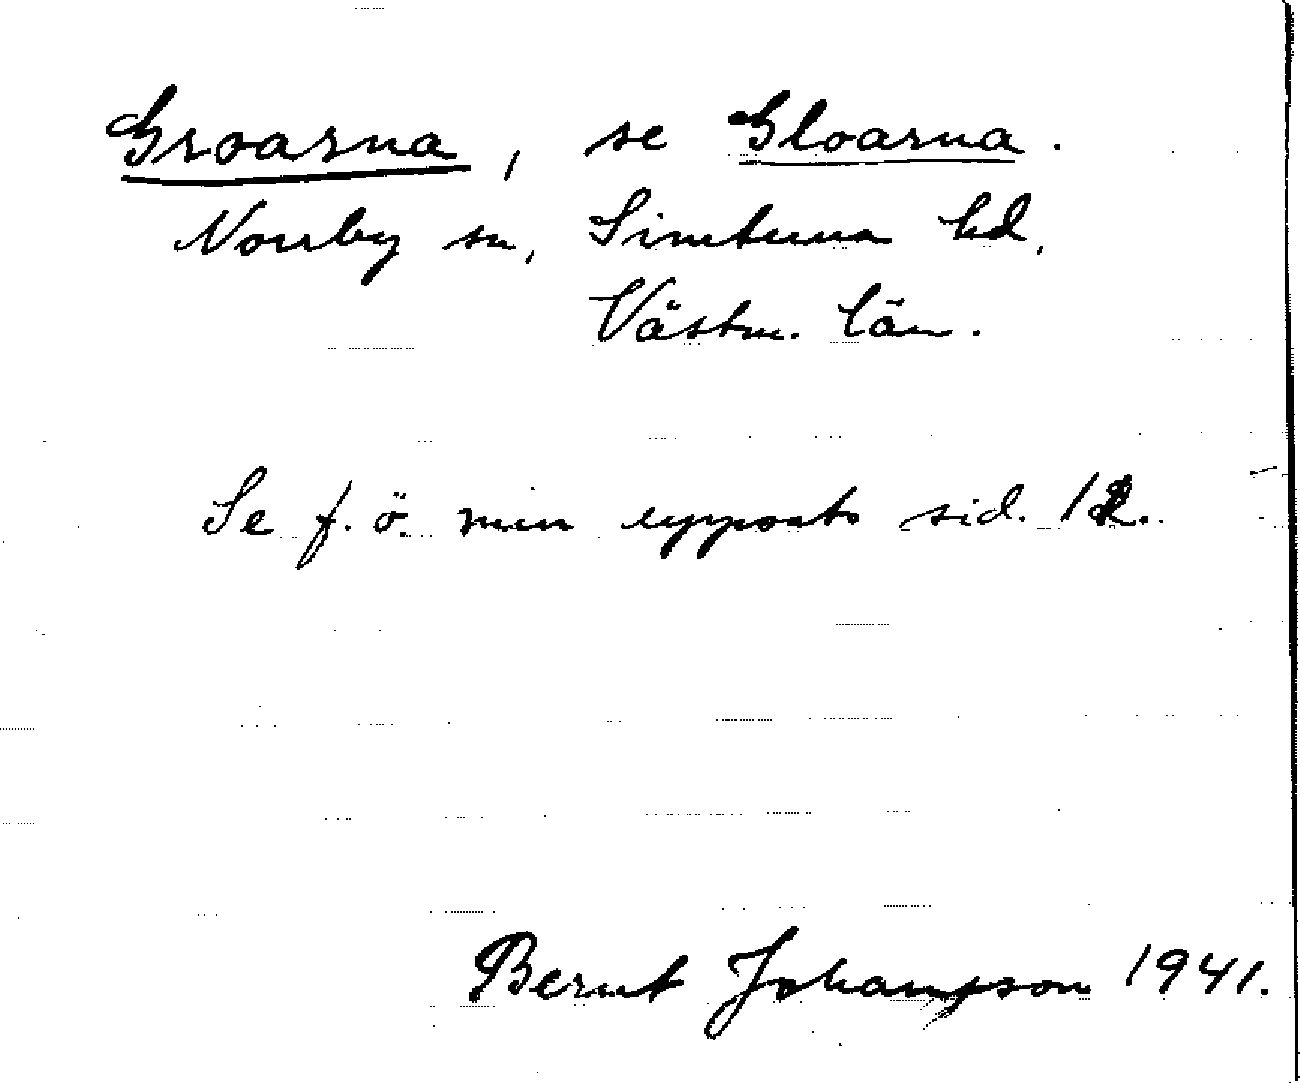 Groarna, se Gloarna.
Norrby sn, Simtuna hd,
Västm. län.
Se f. ö. min uppsats sid. 12.
Bernt Johansson 1941.